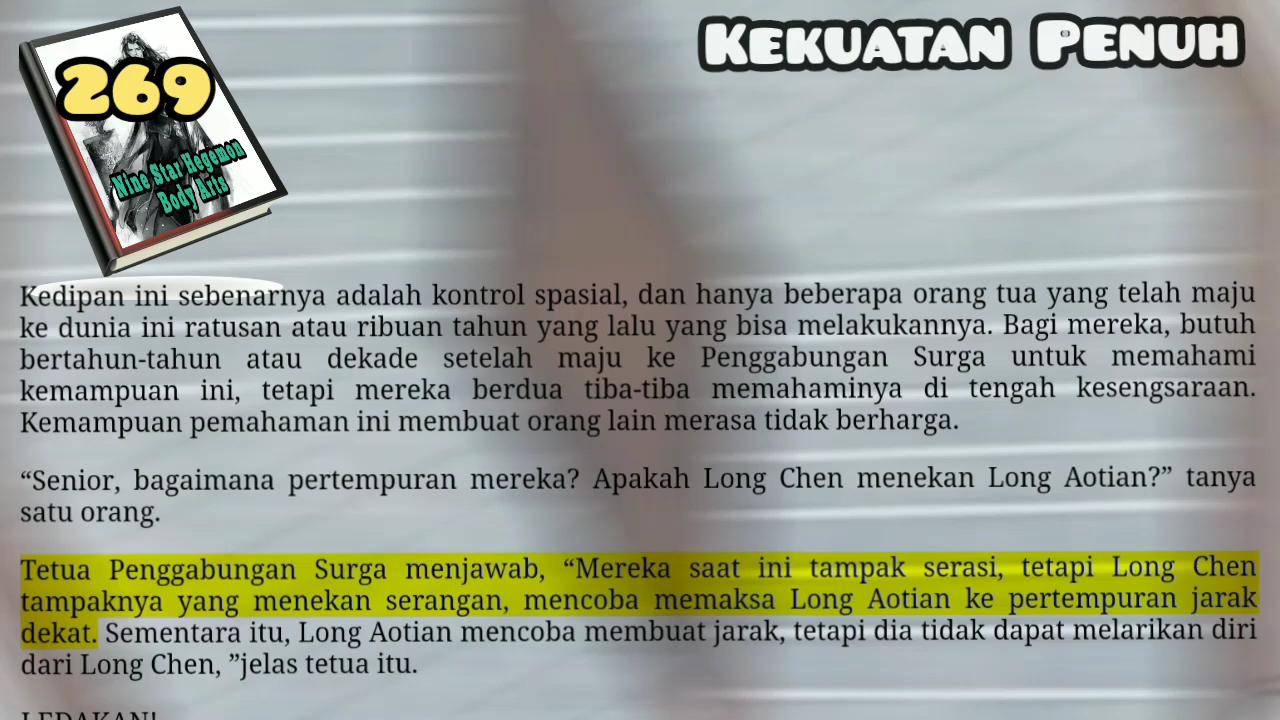 269
Nine Star Hegemon
Body Arts
KEKUATAN PENUH
Kedipan ini sebenarnya adalah kontrol spasial, dan hanya beberapa orang tua yang telah maju
ke dunia ini ratusan atau ribuan tahun yang lalu yang bisa melakukannya. Bagi mereka, butuh
bertahun-tahun atau dekade setelah maju ke Penggabungan Surga untuk memahami
kemampuan ini, tetapi mereka berdua tiba-tiba memahaminya di tengah kesengsaraan.
Kemampuan pemahaman ini membuat orang lain merasa tidak berharga.
“Senior, bagaimana pertempuran mereka? Apakah Long Chen menekan Long Aotian?” tanya
satu orang.
Tetua Penggabungan Surga menjawab, “Mereka saat ini tampak serasi, tetapi Long Chen
tampaknya yang menekan serangan, mencoba memaksa Long Aotian ke pertempuran jarak
dekat. Sementara itu, Long Aotian mencoba membuat jarak, tetapi dia tidak dapat melarikan diri
dari Long Chen, ”jelas tetua itu.
LEDAKAN!